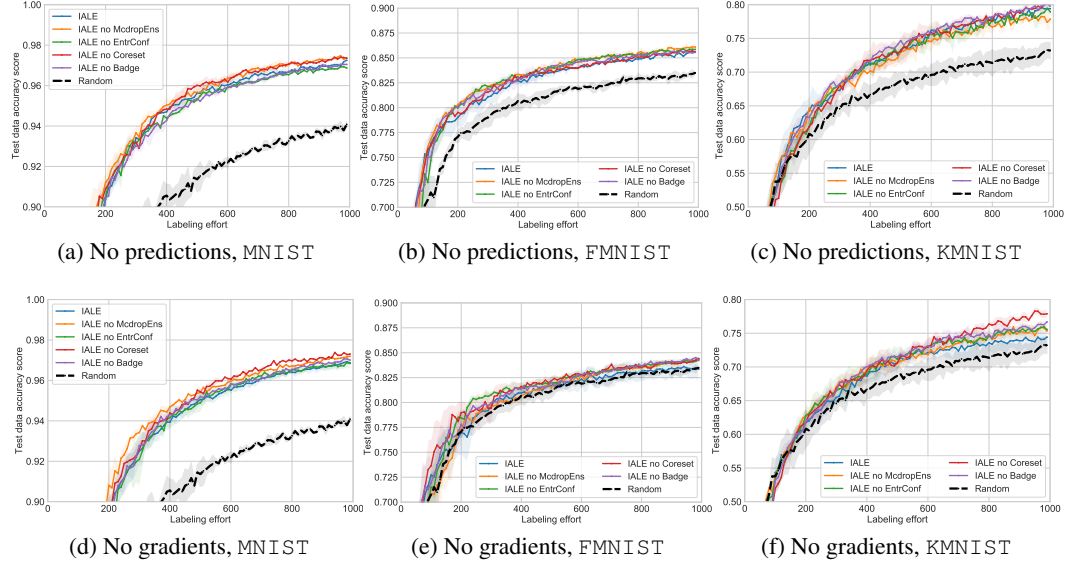 1.00
0.98
0.96
0.94
0.92
0.90
Test data accuracy score
IALE
IALE no McdropEns
IALE no EntrConf
IALE no Coreset
IALE no Badge
Random
0 200 400 600 800 1000
Labeling effort
(a) No predictions, MNIST
0.900
0.875
0.850
0.825
0.800
0.775
0.750
0.725
0.700
Test data accuracy score
IALE IALE no Coreset
IALE no McdropEns IALE no Badge
IALE no EntrConf Random
0 200 400 600 800 1000
Labeling effort
(b) No predictions, FMNIST
0.80
0.75
0.70
0.65
0.60
0.55
0.50
Test data accuracy score
IALE IALE no Coreset
IALE no McdropEns IALE no Badge
IALE no EntrConf Random
0 200 400 600 800 1000
Labeling effort
(c) No predictions, KMNIST
1.00
0.98
0.96
0.94
0.92
0.90
Test data accuracy score
IALE
IALE no McdropEns
IALE no EntrConf
IALE no Coreset
IALE no Badge
Random
0 200 400 600 800 1000
Labeling effort
(d) No gradients, MNIST
0.900
0.875
0.850
0.825
0.800
0.775
0.750
0.725
0.700
Test data accuracy score
IALE IALE no Coreset
IALE no McdropEns IALE no Badge
IALE no EntrConf Random
0 200 400 600 800 1000
Labeling effort
(e) No gradients, FMNIST
0.80
0.75
0.70
0.65
0.60
0.55
0.50
Test data accuracy score
IALE IALE no Coreset
IALE no McdropEns IALE no Badge
IALE no EntrConf Random
0 200 400 600 800 1000
Labeling effort
(f) No gradients, KMNIST